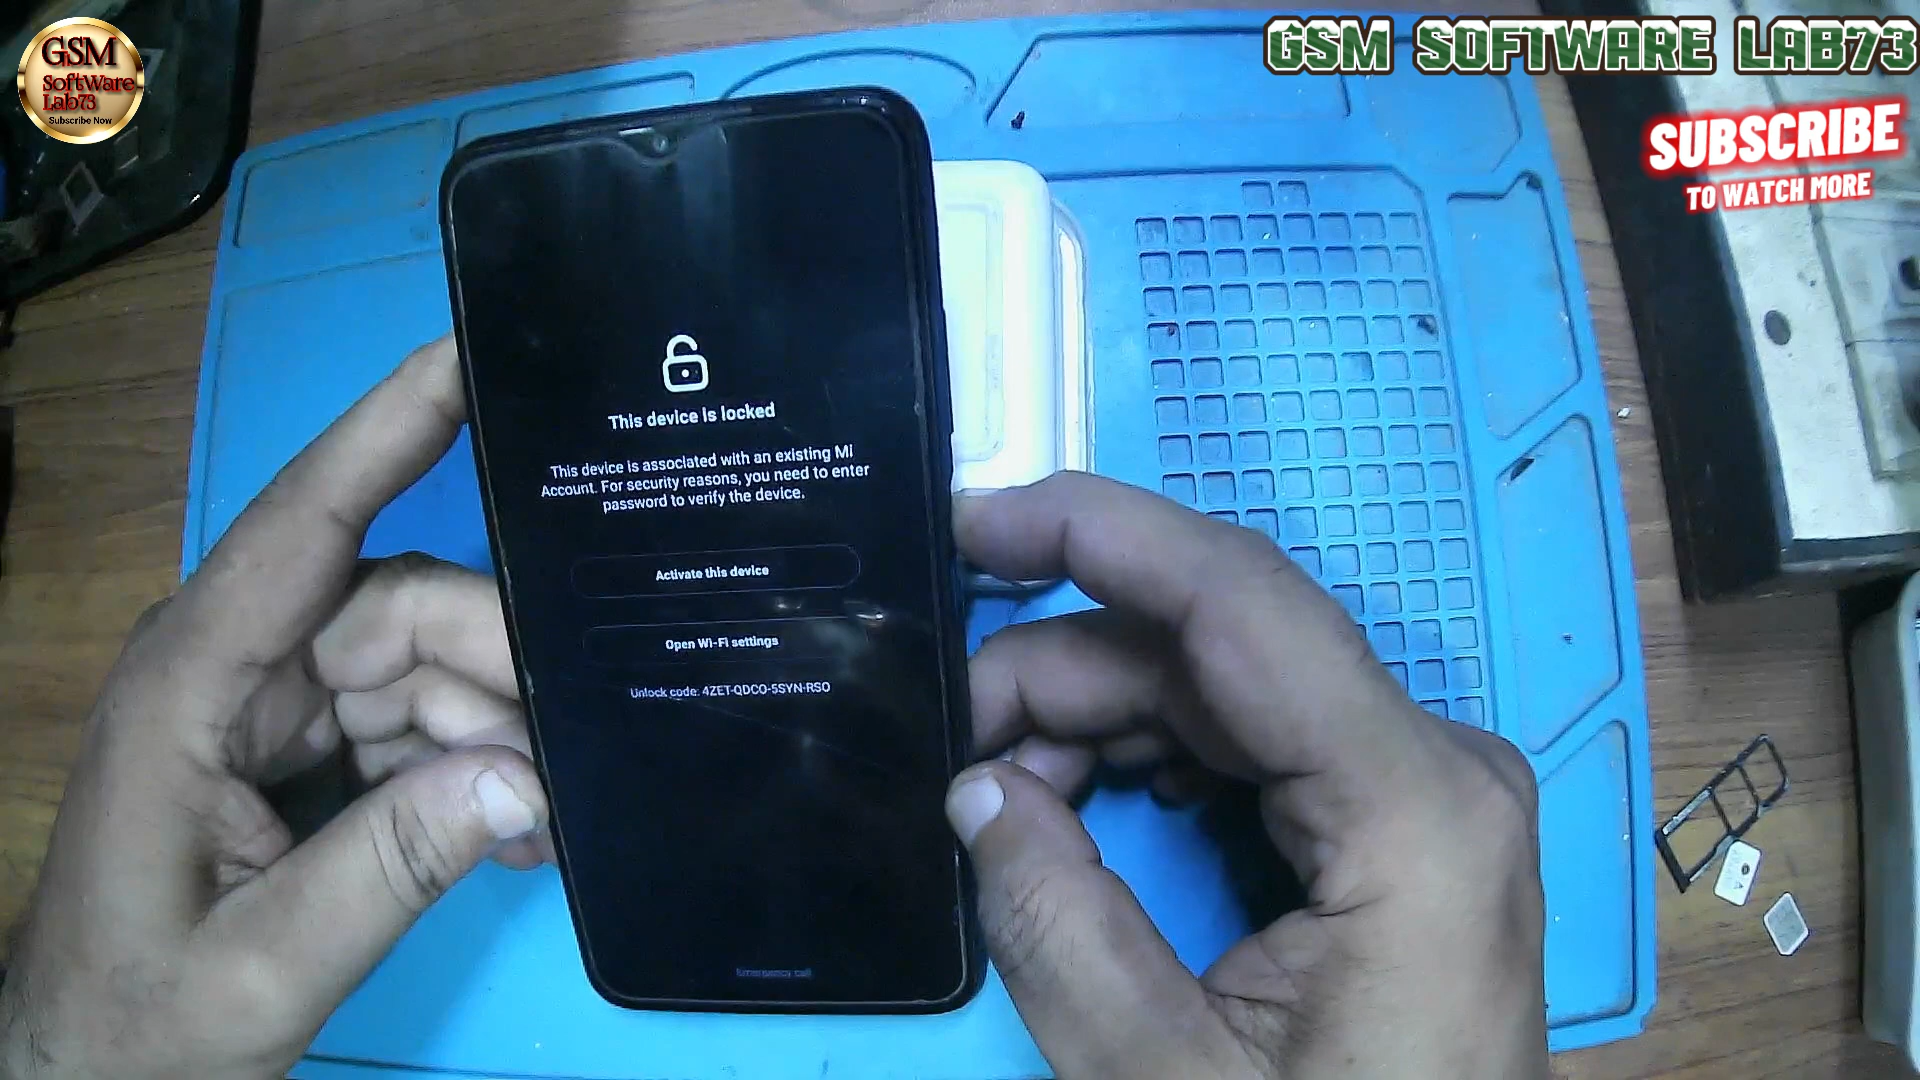 GSM
SoftWare
Lab73
Subscribe Now
GSM SOFTWARE LAB73
SUBSCRIBE
TO WATCH MORE
This device is locked
This device is associated with an existing Mi
Account. For security reasons, you need to enter
password to verify the device.
Activate this device
Open Wi-Fi settings
Unlock code: 4ZET-QDCO-5SYN-RSO
Emergency call